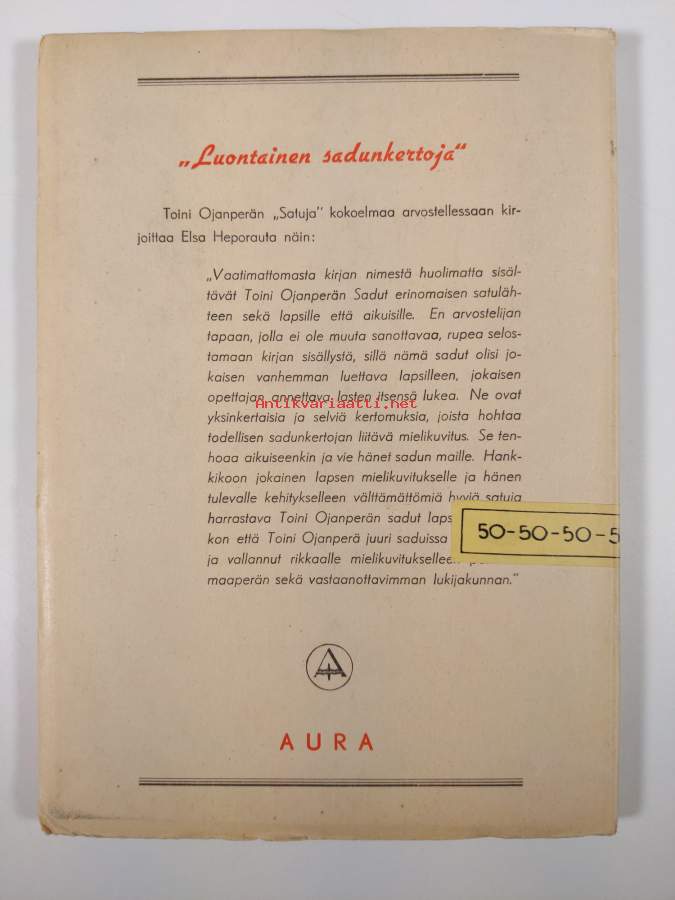 „Luontainen sadunkertoja“
Toini Ojanperän „Satuja“ kokoelmaa arvostellessaan kir-
joittaa Elsa Heporauta näin:
„Vaatimattomasta kirjan nimestä huolimatta sisäl-
tävät Toini Ojanperän Sadut erinomaisen satuläh-
teen sekä lapsille että aikuisille. En arvostelijan
tapaan, jolla ei ole muuta sanottavaa, rupea selos-
tamaan kirjan sisällystä, sillä nämä sadut olisi jo-
kaisen vanhemman luettava lapsilleen, jokaisen
opettajan annettava lasten itsensä lukea. Ne ovat
Antikvariaatti.net
yksinkertaisia ja selviä kertomuksia, joista hohtaa
todellisen sadunkertojan liitävä mielikuvitus. Se ten-
hoaa aikuiseenkin ja vie hänet sadun maille. Hank-
kikoon jokainen lapsen mielikuvitukselle ja hänen
tulevalle kehitykselleen välttämättömiä hyviä satuja
harrastava Toini Ojanperän sadut laps
50-50-50-5
kon että Toini Ojanperä juuri saduissa
ja vallannut rikkaalle mielikuvitukselleen
maaperän sekä vastaanottavimman lukijakunnan.“
A
AURA